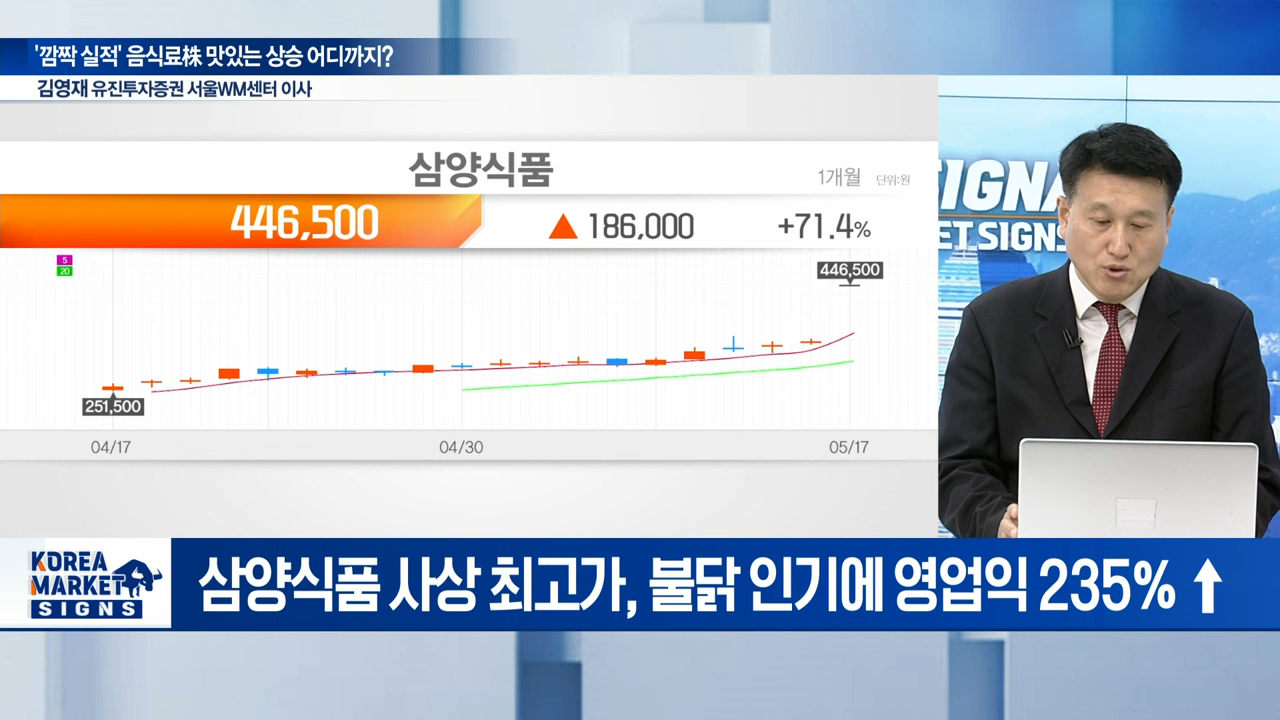 '깜짝 실적' 음식료株 맛있는 상승 어디까지?
김영재 유진투자증권 서울WM센터 이사
삼양식품
1개월 단위:원
446,500 ▲ 186,000 +71.4%
5
20
446,500
251,500
04/17 04/30 05/17
SIGNA
ET SIGNS
KOREA
MARKET
SIGNS
삼양식품 사상 최고가, 불닭 인기에 영업익 235% ↑